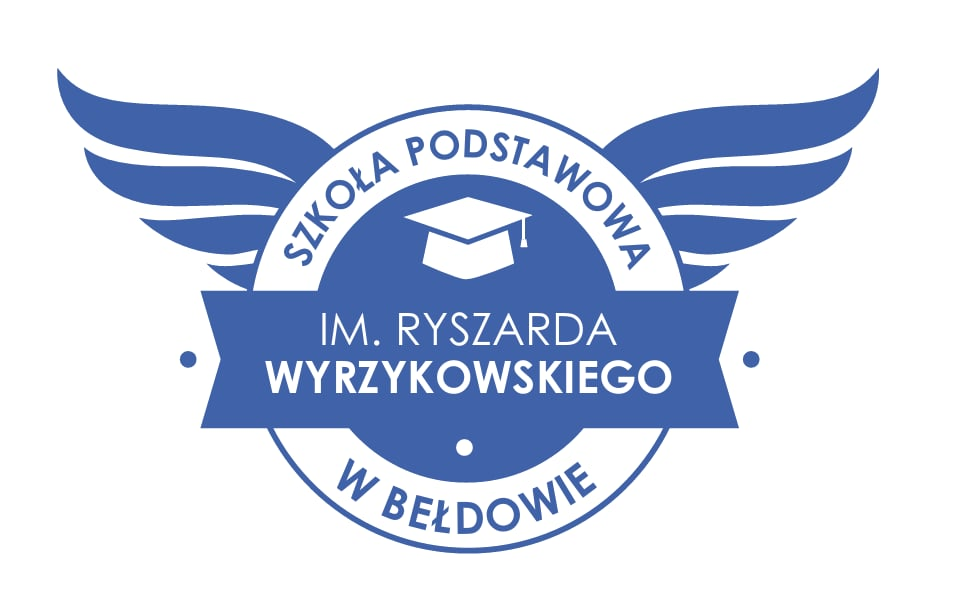 SZKOŁA PODSTAWOWA
IM. RYSZARDA
WYRZYKOWSKIEGO
W BEŁDOWIE